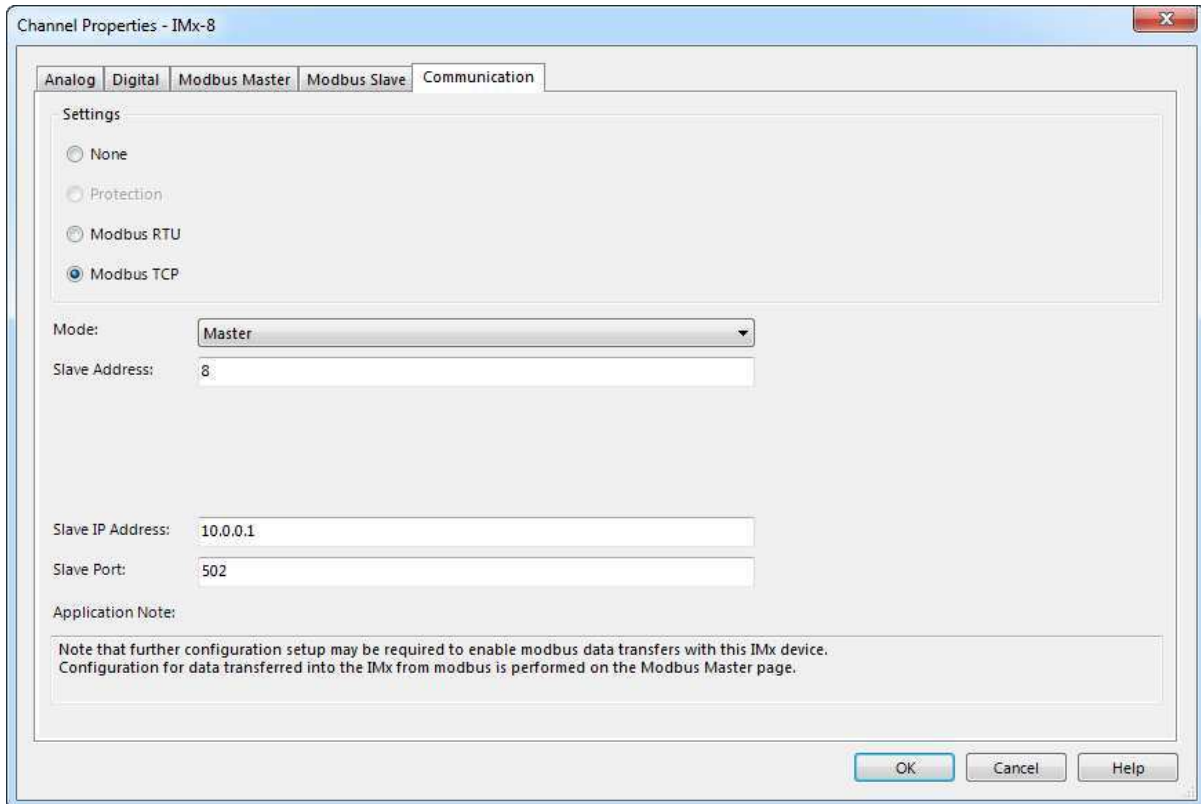 Channel Properties - IMx-8
Analog Digital Modbus Master Modbus Slave Communication
Settings
None
Protection
Modbus RTU
Modbus TCP
Mode: Master
Slave Address: 8
Slave IP Address: 10.0.0.1
Slave Port: 502
Application Note:
Note that further configuration setup may be required to enable modbus data transfers with this IMx device.
Configuration for data transferred into the IMx from modbus is performed on the Modbus Master page.
OK Cancel Help